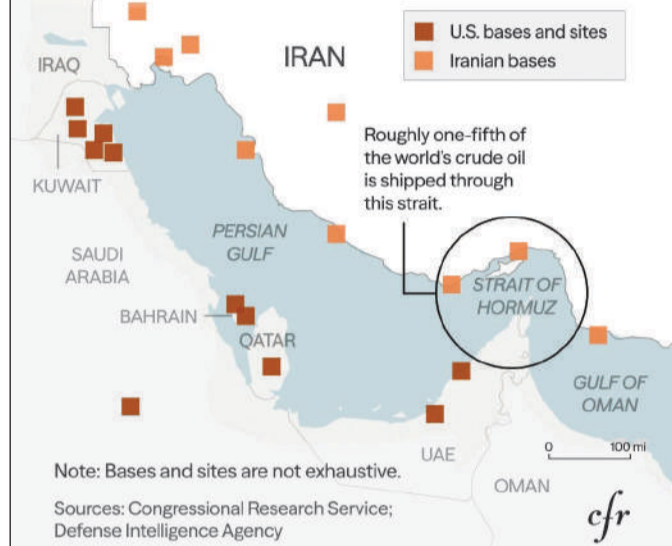 U.S. bases and sites
Iranian bases
IRAN
IRAQ
Roughly one-fifth of
the world's crude oil
is shipped through
this strait.
KUWAIT
PERSIAN
GULF
SAUDI
ARABIA
STRAIT OF
HORMUZ
BAHRAIN
QATAR
GULF OF
OMAN
UAE
0 100 mi
OMAN
Note: Bases and sites are not exhaustive.
Sources: Congressional Research Service;
Defense Intelligence Agency
cfr